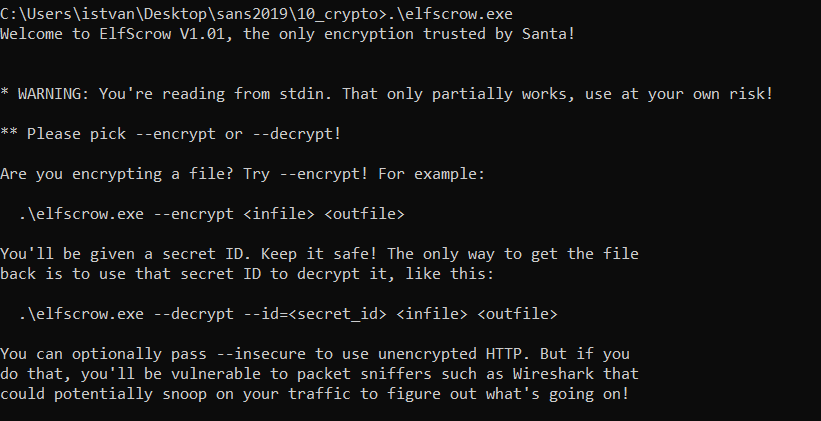 C:\Users\istvan\Desktop\sans2019\10_crypto>.\elfscrow.exe
Welcome to ElfScrow V1.01, the only encryption trusted by Santa!
* WARNING: You're reading from stdin. That only partially works, use at your own risk!
** Please pick --encrypt or --decrypt!
Are you encrypting a file? Try --encrypt! For example:
.\elfscrow.exe --encrypt <infile> <outfile>
You'll be given a secret ID. Keep it safe! The only way to get the file
back is to use that secret ID to decrypt it, like this:
.\elfscrow.exe --decrypt --id=<secret_id> <infile> <outfile>
You can optionally pass --insecure to use unencrypted HTTP. But if you
do that, you'll be vulnerable to packet sniffers such as Wireshark that
could potentially snoop on your traffic to figure out what's going on!